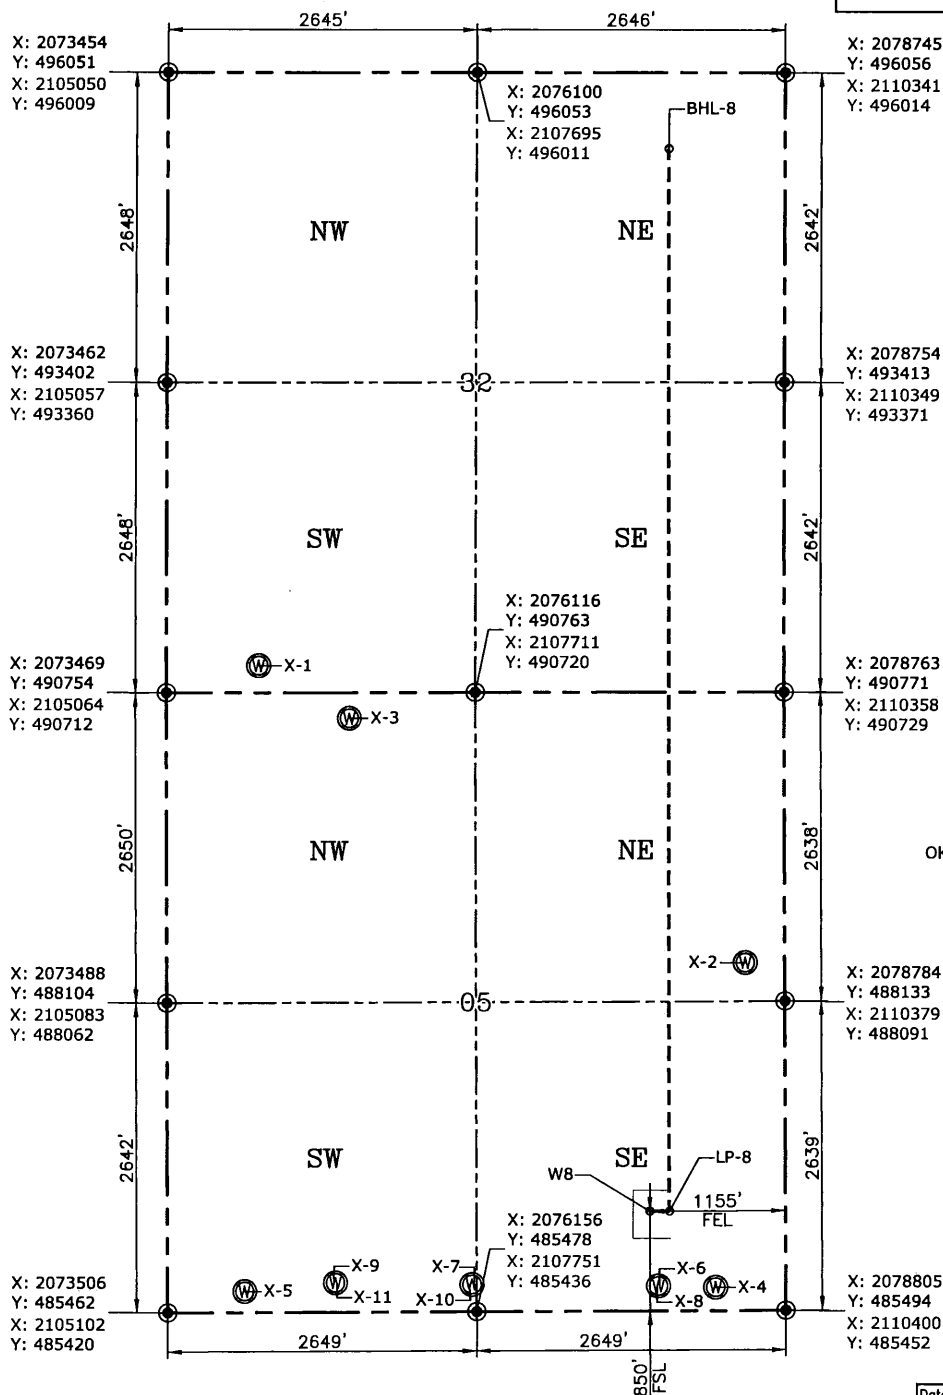 2645'
2646'
X: 2073454
Y: 496051
X: 2105050
Y: 496009
X: 2076100
Y: 496053
X: 2107695
Y: 496011
BHL-8
X: 2078745
Y: 496056
X: 2110341
Y: 496014
2648'
NW
NE
2642'
X: 2073462
Y: 493402
X: 2105057
Y: 493360
32
X: 2078754
Y: 493413
X: 2110349
Y: 493371
2648'
SW
SE
2642'
X: 2076116
Y: 490763
X: 2107711
Y: 490720
X: 2073469
Y: 490754
X: 2105064
Y: 490712
X-1
X-3
X: 2078763
Y: 490771
X: 2110358
Y: 490729
2650'
NW
NE
2638'
OK
X-2
X: 2073488
Y: 488104
X: 2105083
Y: 488062
05
X: 2078784
Y: 488133
X: 2110379
Y: 488091
2642'
SW
SE
2639'
LP-8
W8
1155'
FEL
X: 2076156
Y: 485478
X: 2107751
Y: 485436
X: 2073506
Y: 485462
X: 2105102
Y: 485420
X-5
X-9
X-11
X-7
X-10
X-6
X-8
X-4
X: 2078805
Y: 485494
X: 2110400
Y: 485452
2649'
2649'
850'
FSL